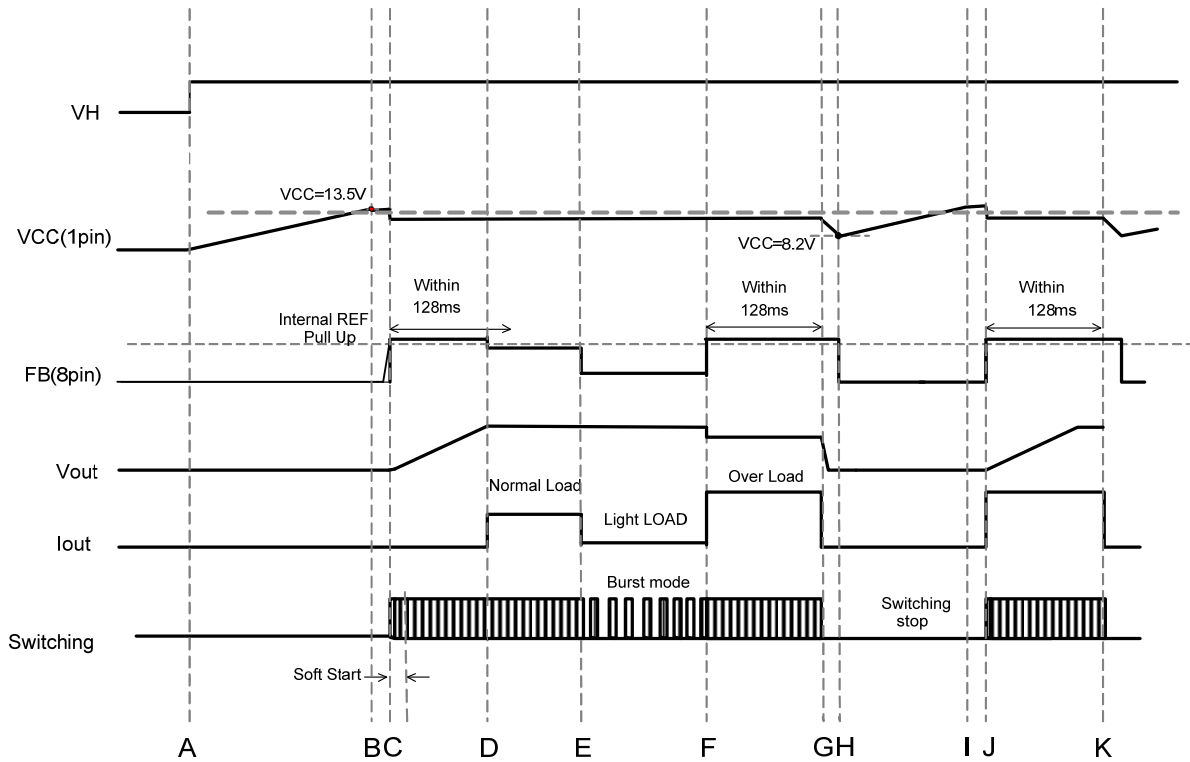 VH
VCC=13.5V
VCC(1pin)
VCC=8.2V
Within
128ms
Within
128ms
Within
128ms
Internal REF
Pull Up
FB(8pin)
Vout
Normal Load
Over Load
Light LOAD
Iout
Burst mode
Switching
stop
Switching
Soft Start
A B C D E F G H I J K